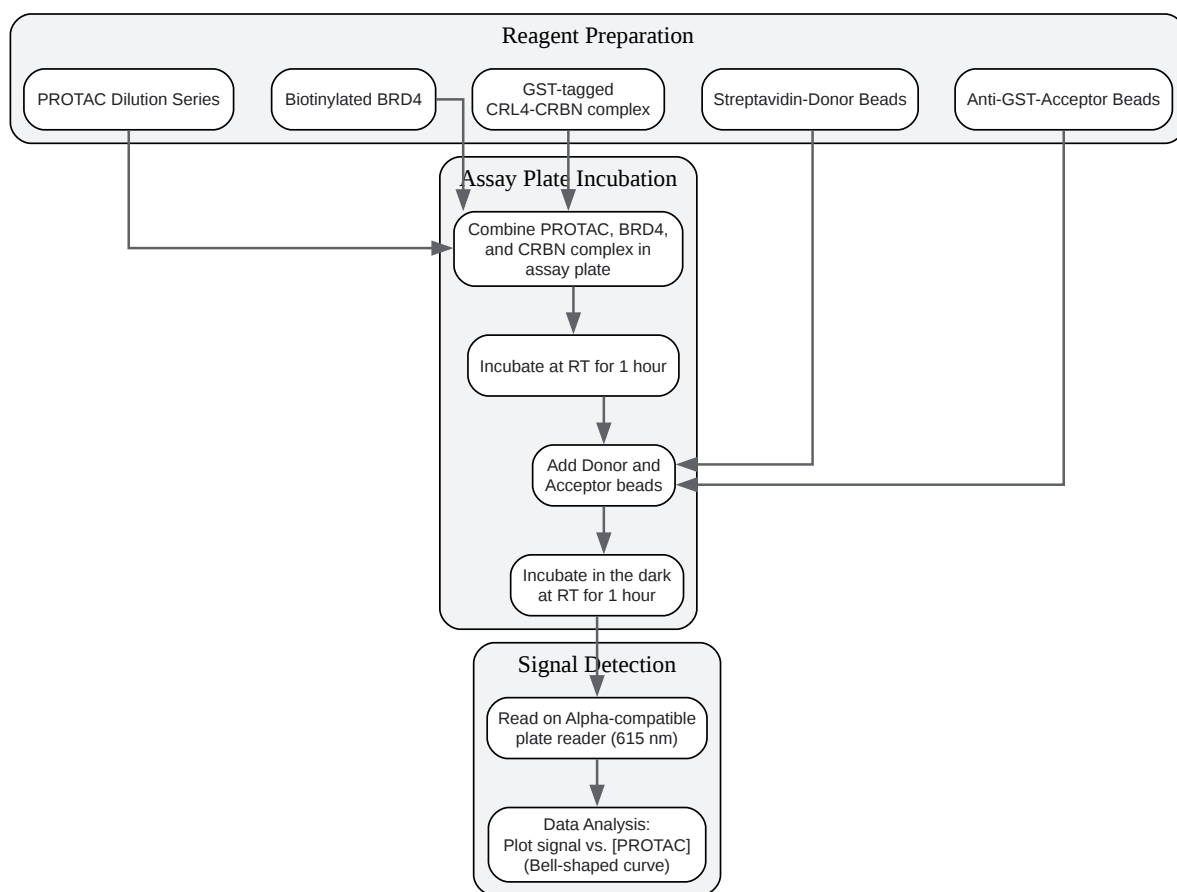 Reagent Preparation
PROTAC Dilution Series
Biotinylated BRD4
GST-tagged
CRL4-CRBN complex
Streptavidin-Donor Beads
Anti-GST-Acceptor Beads
Assay Plate Incubation
Combine PROTAC, BRD4,
and CRBN complex in
assay plate
Incubate at RT for 1 hour
Add Donor and
Acceptor beads
Incubate in the dark
at RT for 1 hour
Signal Detection
Read on Alpha-compatible
plate reader (615 nm)
Data Analysis:
Plot signal vs. [PROTAC]
(Bell-shaped curve)